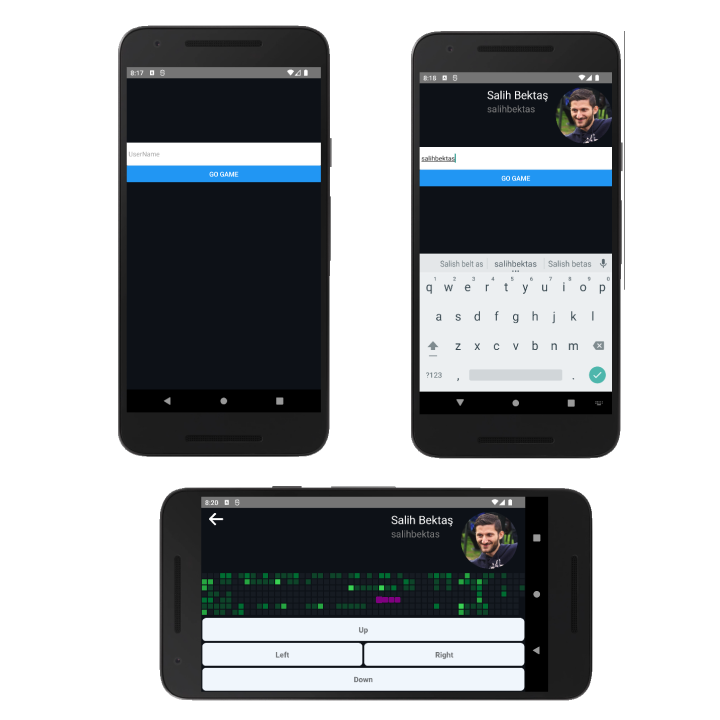 8:17
UserName
GO GAME
8:18
Salih Bektaş
salihbektas
salihbektas
GO GAME
Salish belt as salihbektas Salish betas
1 2 3 4 5 6 7 8 9 0
q w e r t y u i o p
a s d f g h j k l
z x c v b n m
?123 , .
8:20
Salih Bektaş
salihbektas
Up
Left Right
Down